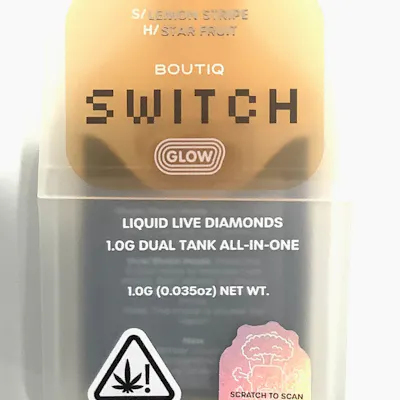 S/LEMON STRIPE
H/STAR FRUIT
BOUTIQ
SWITCH
GLOW
LIQUID LIVE DIAMONDS
1.0G DUAL TANK ALL-IN-ONE
1.0G (0.035oz) NET WT.
!
SCRATCH TO SCAN